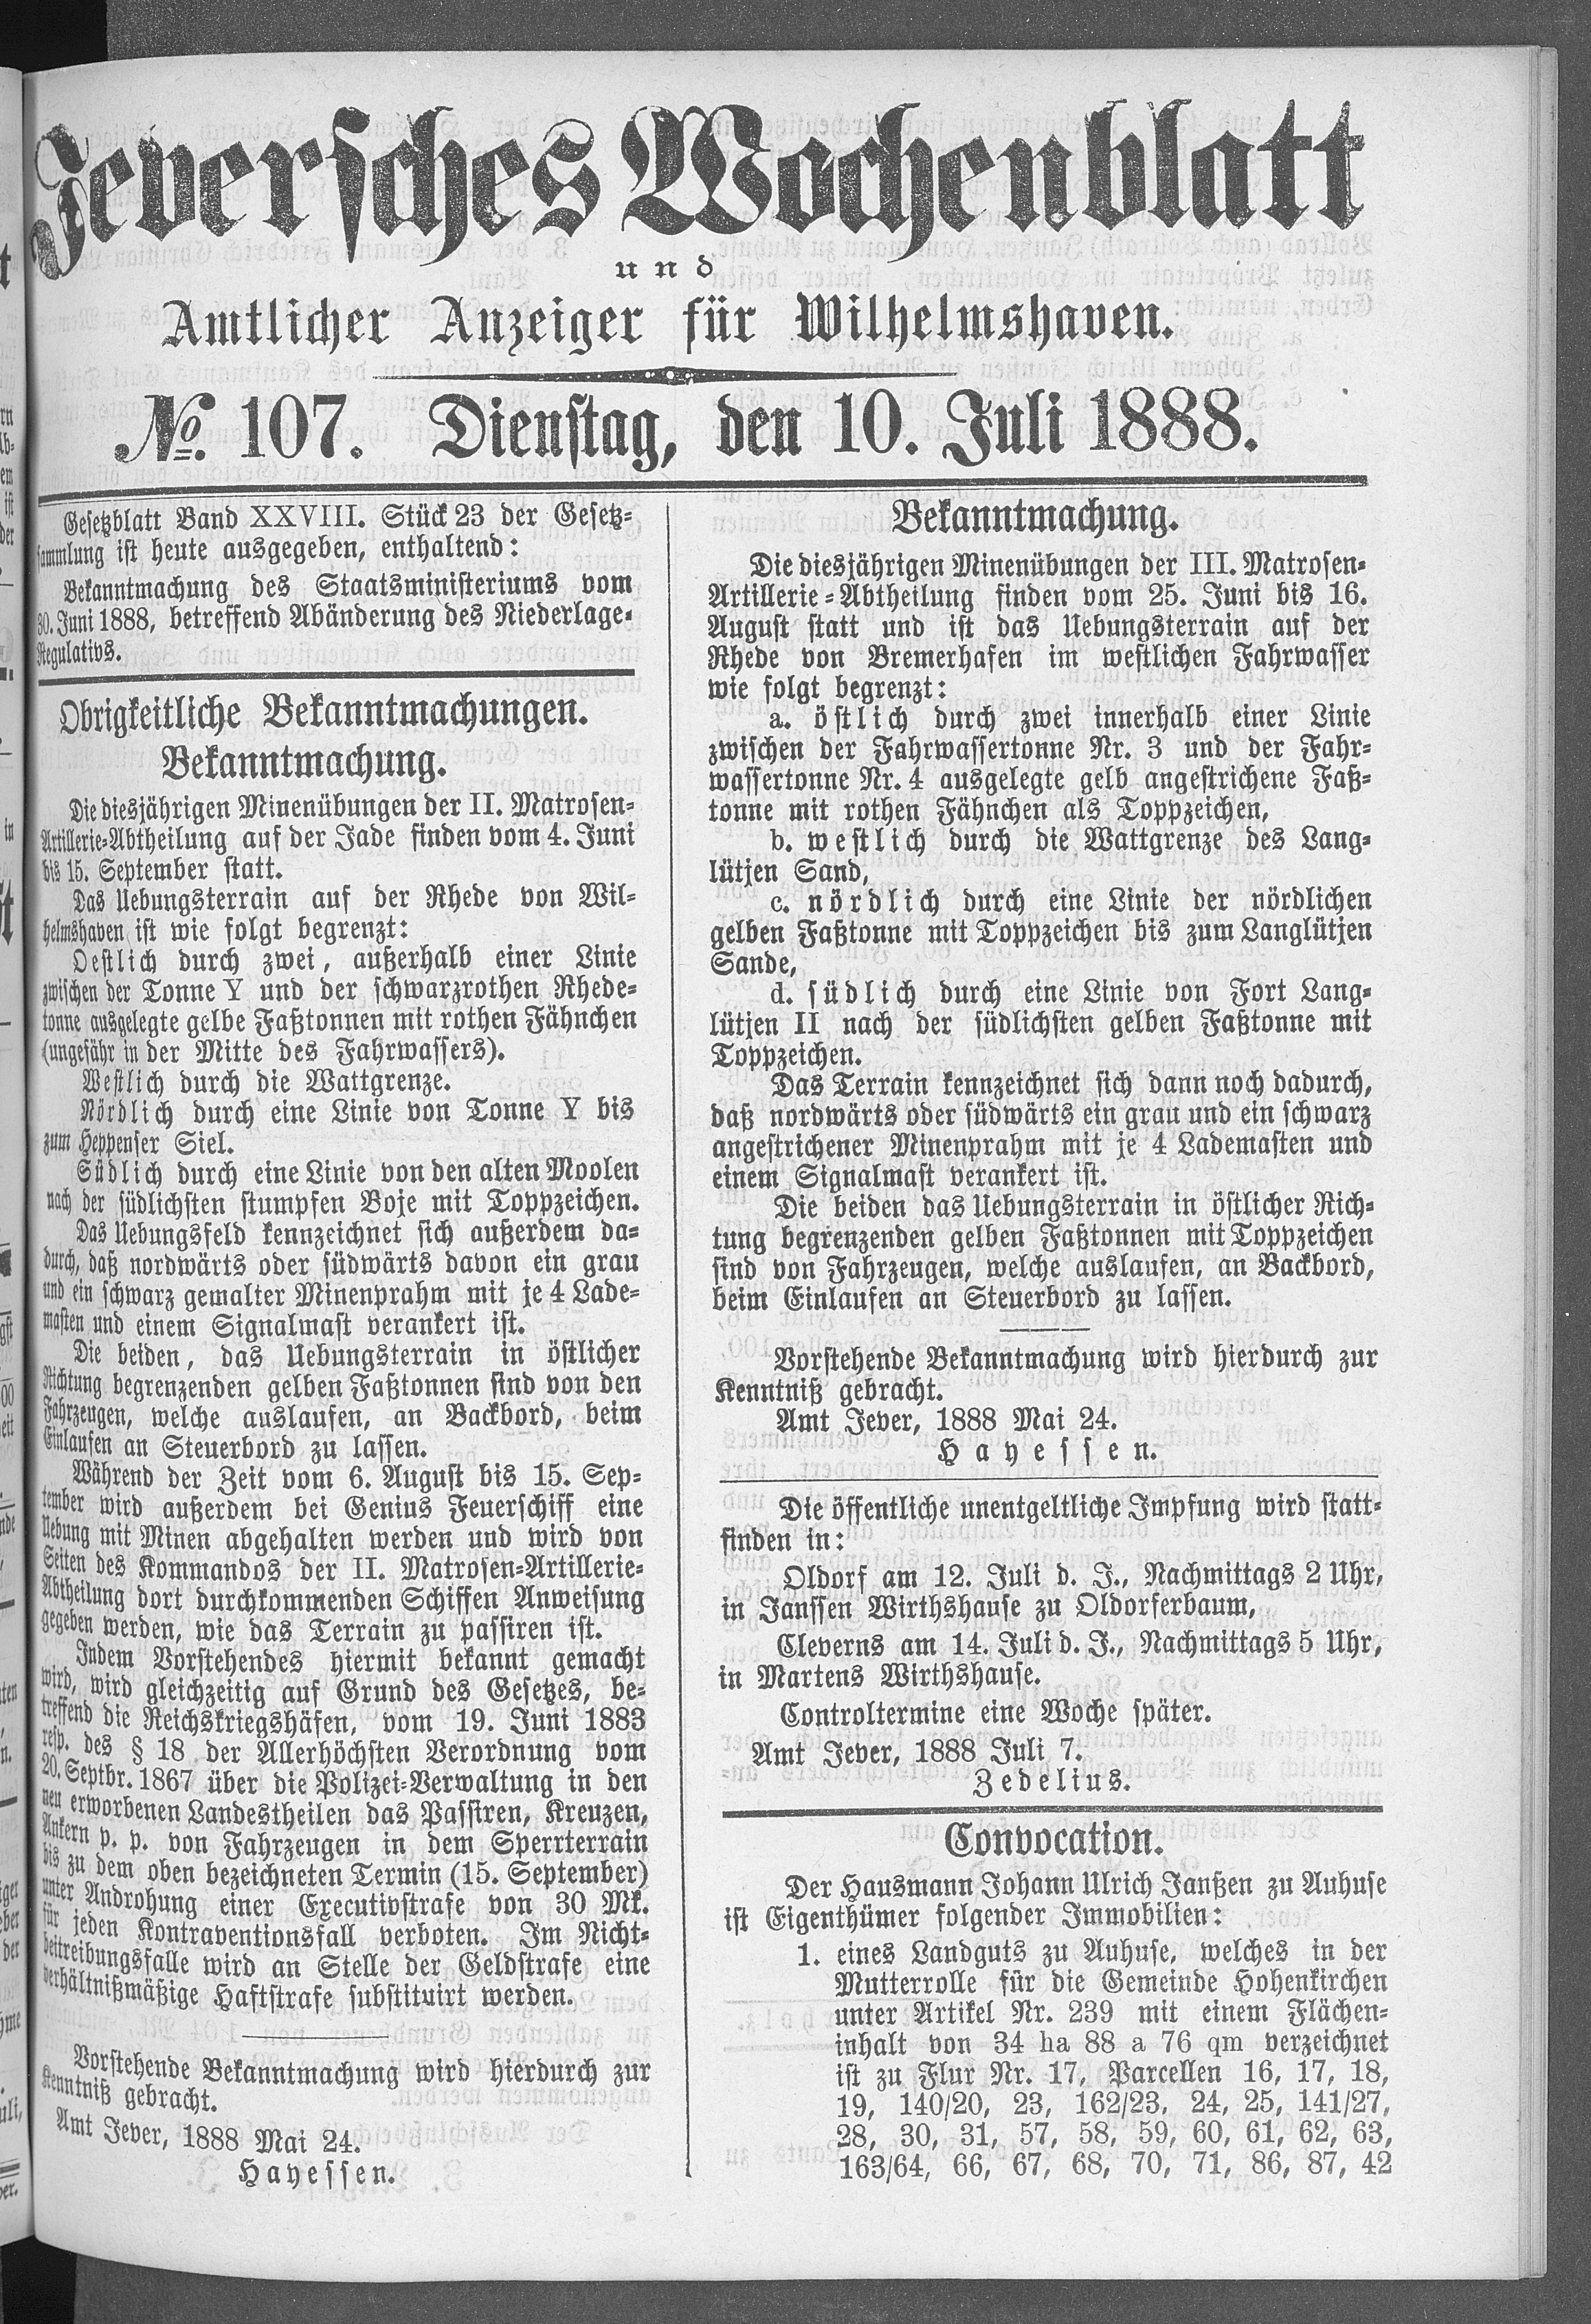 Jeversches Wochenblatt
und
Amtlicher Anzeiger für Wilhelmshaven.
No. 107. Dienstag, den 10. Juli 1888.
Gesetzblatt Band XXVIII. Stück 23 der Gesetz-
sammlung ist heute ausgegeben, enthaltend:
Bekanntmachung des Staatsministeriums vom
30. Juni 1888, betreffend Abänderung des Niederlage-
Regulativs.
Obrigkeitliche Bekanntmachungen.
Bekanntmachung.
Die diesjährigen Minenübungen der II. Matrosen-
Artillerie-Abtheilung auf der Jade finden vom 4. Juni
bis 15. September statt.
Das Uebungsterrain auf der Rhede von Wil-
helmshaven ist wie folgt begrenzt:
Oestlich durch zwei, außerhalb einer Linie
zwischen der Tonne Y und der schwarzrothen Rhede-
tonne ausgelegte gelbe Faßtonnen mit rothen Fähnchen
(ungefähr in der Mitte des Fahrwassers).
Westlich durch die Wattgrenze.
Nördlich durch eine Linie von Tonne Y bis
zum Heppenser Siel.
Südlich durch eine Linie von den alten Moolen
nach der südlichsten stumpfen Boje mit Toppzeichen.
Das Uebungsfeld kennzeichnet sich außerdem da-
durch, daß nordwärts oder südwärts davon ein grau
und ein schwarz gemalter Minenprahm mit je 4 Lade-
masten und einem Signalmast verankert ist.
Die beiden, das Uebungsterrain in östlicher
Richtung begrenzenden gelben Faßtonnen sind von den
Fahrzeugen, welche auslaufen, an Backbord, beim
Einlaufen an Steuerbord zu lassen.
Während der Zeit vom 6. August bis 15. Sep-
tember wird außerdem bei Genius Feuerschiff eine
Uebung mit Minen abgehalten werden und wird von
Seiten des Kommandos der II. Matrosen-Artillerie-
Abtheilung dort durchkommenden Schiffen Anweisung
gegeben werden, wie das Terrain zu passiren ist.
Indem Vorstehendes hiermit bekannt gemacht
wird, wird gleichzeitig auf Grund des Gesetzes, be-
treffend die Reichskriegshäfen, vom 19. Juni 1883
resp. des § 18 der Allerhöchsten Verordnung vom
20. Septbr. 1867 über die Polizei-Verwaltung in den
neu erworbenen Landestheilen das Passiren, Kreuzen,
Ankern p. p. von Fahrzeugen in dem Sperrterrain
bis zu dem oben bezeichneten Termin (15. September)
unter Androhung einer Executivstrafe von 30 Mk.
für jeden Kontraventionsfall verboten. Im Nicht-
beitreibungsfalle wird an Stelle der Geldstrafe eine
verhältnißmäßige Haftstrafe substituirt werden.
Vorstehende Bekanntmachung wird hierdurch zur
Kenntniß gebracht.
Amt Jever, 1888 Mai 24.
Hayessen.
Bekanntmachung.
Die diesjährigen Minenübungen der III. Matrosen-
Artillerie-Abtheilung finden vom 25. Juni bis 16.
August statt und ist das Uebungsterrain auf der
Rhede von Bremerhafen im westlichen Fahrwasser
wie folgt begrenzt:
a. östlich durch zwei innerhalb einer Linie
zwischen der Fahrwassertonne Nr. 3 und der Fahr-
wassertonne Nr. 4 ausgelegte gelb angestrichene Faß-
tonne mit rothen Fähnchen als Toppzeichen,
b. westlich durch die Wattgrenze des Lang-
lütjen Sand,
c. nördlich durch eine Linie der nördlichen
gelben Faßtonne mit Toppzeichen bis zum Langlütjen
Sande,
d. südlich durch eine Linie von Fort Lang-
lütjen II nach der südlichsten gelben Faßtonne mit
Toppzeichen.
Das Terrain kennzeichnet sich dann noch dadurch,
daß nordwärts oder südwärts ein grau und ein schwarz
angestrichener Minenprahm mit je 4 Lademasten und
einem Signalmast verankert ist.
Die beiden das Uebungsterrain in östlicher Rich-
tung begrenzenden gelben Faßtonnen mit Toppzeichen
sind von Fahrzeugen, welche auslaufen, an Backbord,
beim Einlaufen an Steuerbord zu lassen.
Vorstehende Bekanntmachung wird hierdurch zur
Kenntniß gebracht.
Amt Jever, 1888 Mai 24.
Hayessen.
Die öffentliche unentgeltliche Impfung wird statt-
finden in:
Oldorf am 12. Juli d. J., Nachmittags 2 Uhr,
in Janssen Wirthshause zu Oldorferbaum,
Cleverns am 14. Juli d. J., Nachmittags 5 Uhr,
in Martens Wirthshause.
Controltermine eine Woche später.
Amt Jever, 1888 Juli 7.
Zedelius.
Convocation.
Der Hausmann Johann Ulrich Janßen zu Auhuse
ist Eigenthümer folgender Immobilien:
1. eines Landguts zu Auhuse, welches in der
Mutterrolle für die Gemeinde Hohenkirchen
unter Artikel Nr. 239 mit einem Flächen-
inhalt von 34 ha 88 a 76 qm verzeichnet
ist zu Flur Nr. 17, Parcellen 16, 17, 18,
19, 140/20, 23, 162/23, 24, 25, 141/27,
28, 30, 31, 57, 58, 59, 60, 61, 62, 63,
163/64, 66, 67, 68, 70, 71, 86, 87, 42